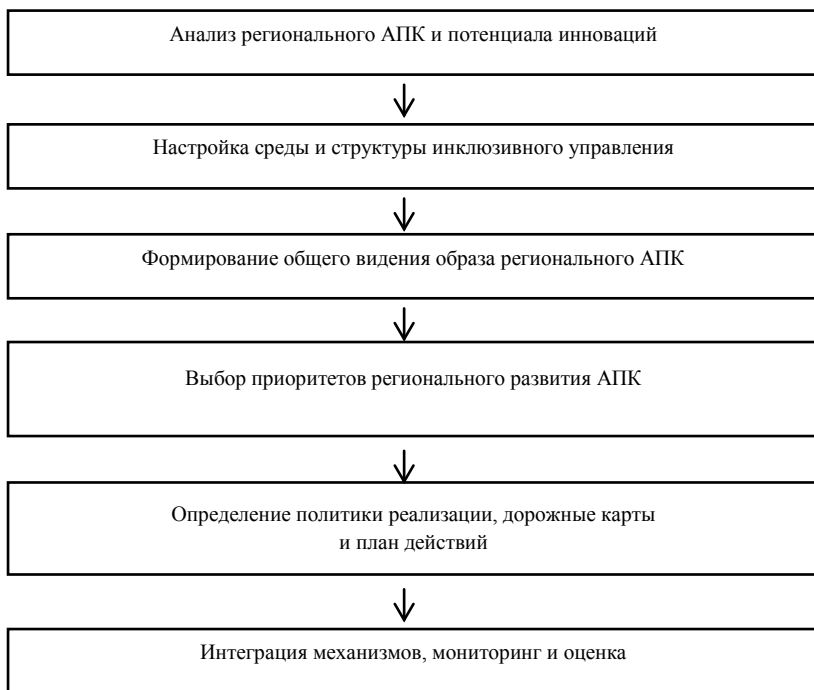 Анализ регионального АПК и потенциала инноваций
Настройка среды и структуры инклюзивного управления
Формирование общего видения образа регионального АПК
Выбор приоритетов регионального развития АПК
Определение политики реализации, дорожные карты
и план действий
Интеграция механизмов, мониторинг и оценка